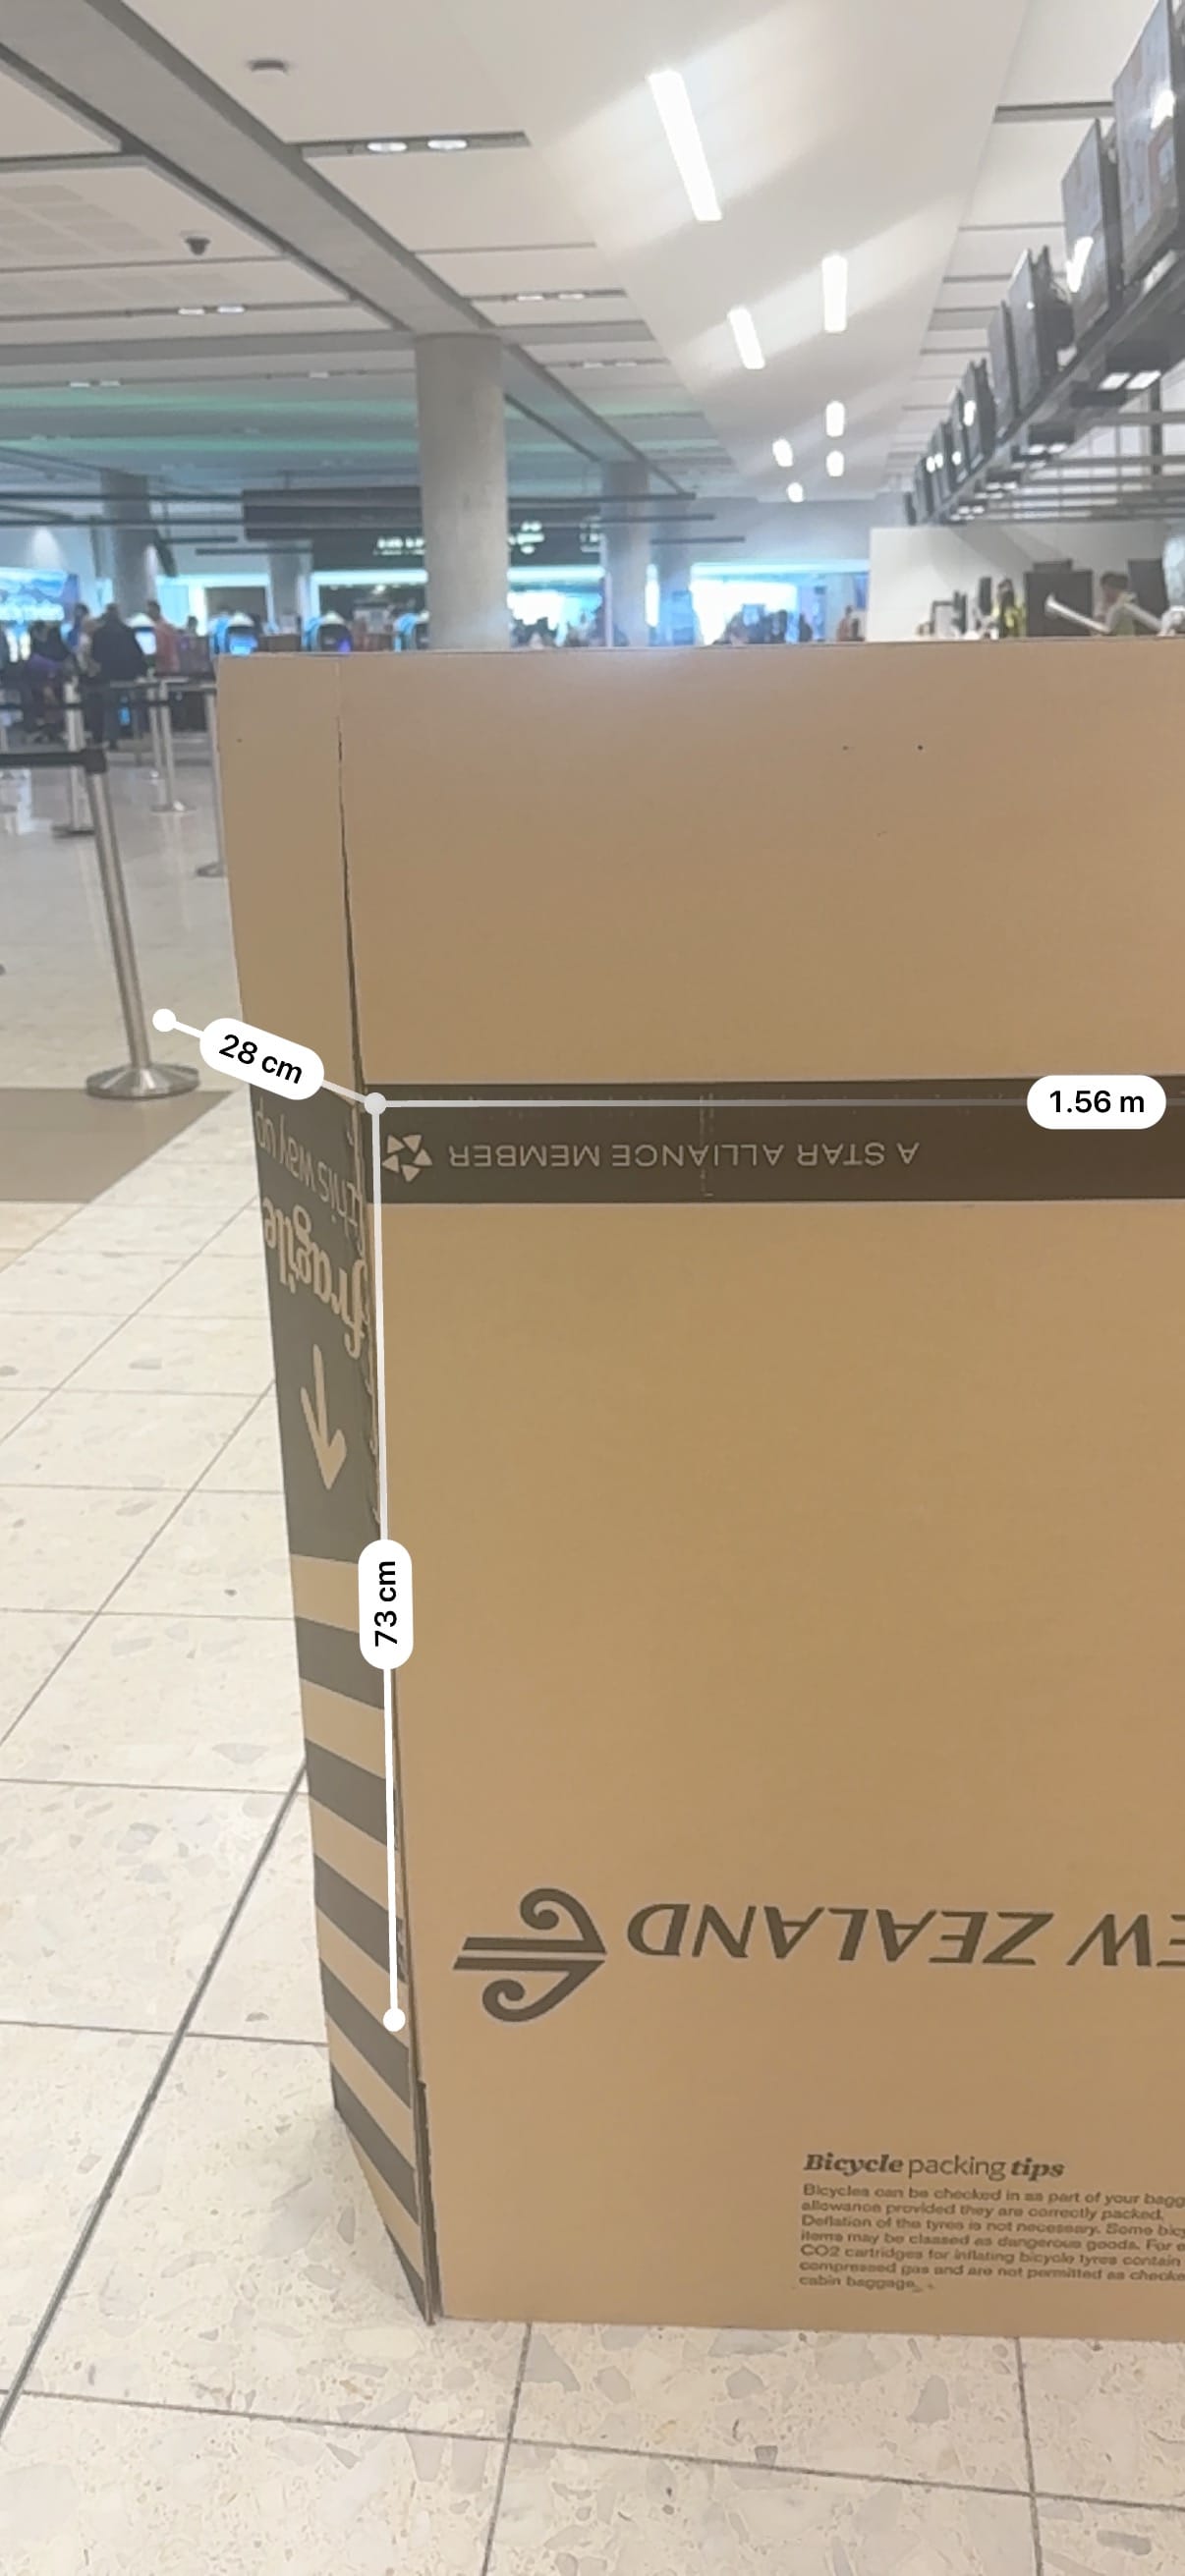 28 cm
1.56 m
this way up
fragile
A STAR ALLIANCE MEMBER
73 cm
EW ZEALAND
Bicycle packing tips
Bicycles can be checked in as part of your bagg
allowance provided they are correctly packed.
Deflation of the tyres is not necessary. Some bicy
items may be classed as dangerous goods. For e
CO2 cartridges for inflating bicycle tyres contain
compressed gas and are not permitted as checke
cabin baggage.